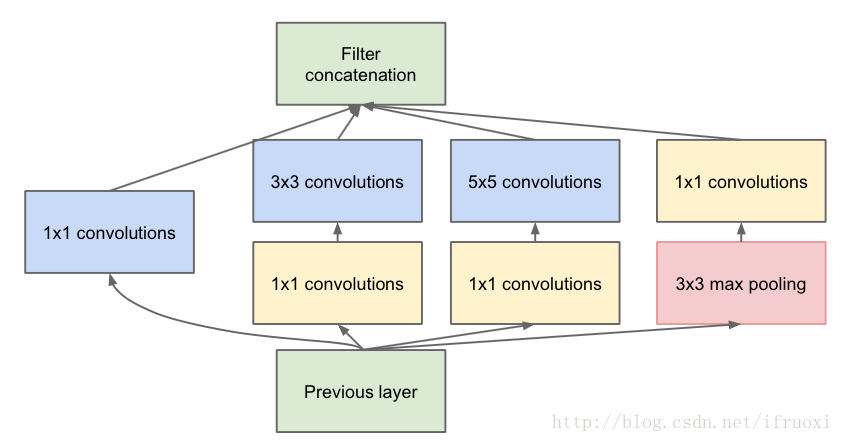 Filter
concatenation
3x3 convolutions
5x5 convolutions
1x1 convolutions
1x1 convolutions
1x1 convolutions
1x1 convolutions
3x3 max pooling
Previous layer
http://blog.csdn.net/ifruoxi